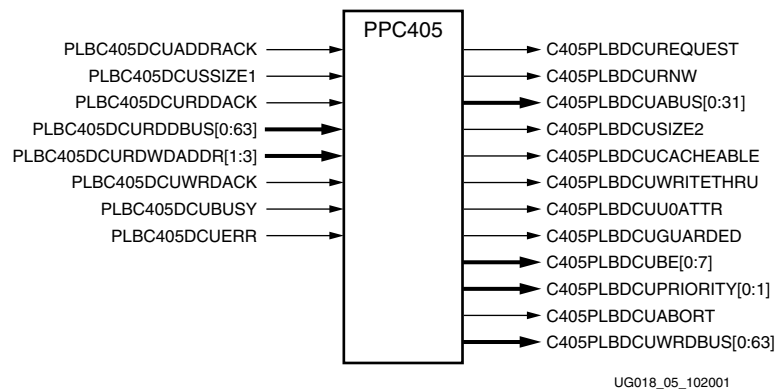 PPC405
PLBC405DCUADDRACK
PLBC405DCUSSIZE1
PLBC405DCURDDACK
PLBC405DCURDDBUS[0:63]
PLBC405DCURDWDADDR[1:3]
PLBC405DCUWRDACK
PLBC405DCUBUSY
PLBC405DCUERR
C405PLBDCUREQUEST
C405PLBDCURNW
C405PLBDCUABUS[0:31]
C405PLBDCUSIZE2
C405PLBDCUCACHEABLE
C405PLBDCUWRITETHRU
C405PLBDCUU0ATTR
C405PLBDCUGUARDED
C405PLBDCUBE[0:7]
C405PLBDCUPRIORITY[0:1]
C405PLBDCUABORT
C405PLBDCUWRDBUS[0:63]
UG018_05_102001